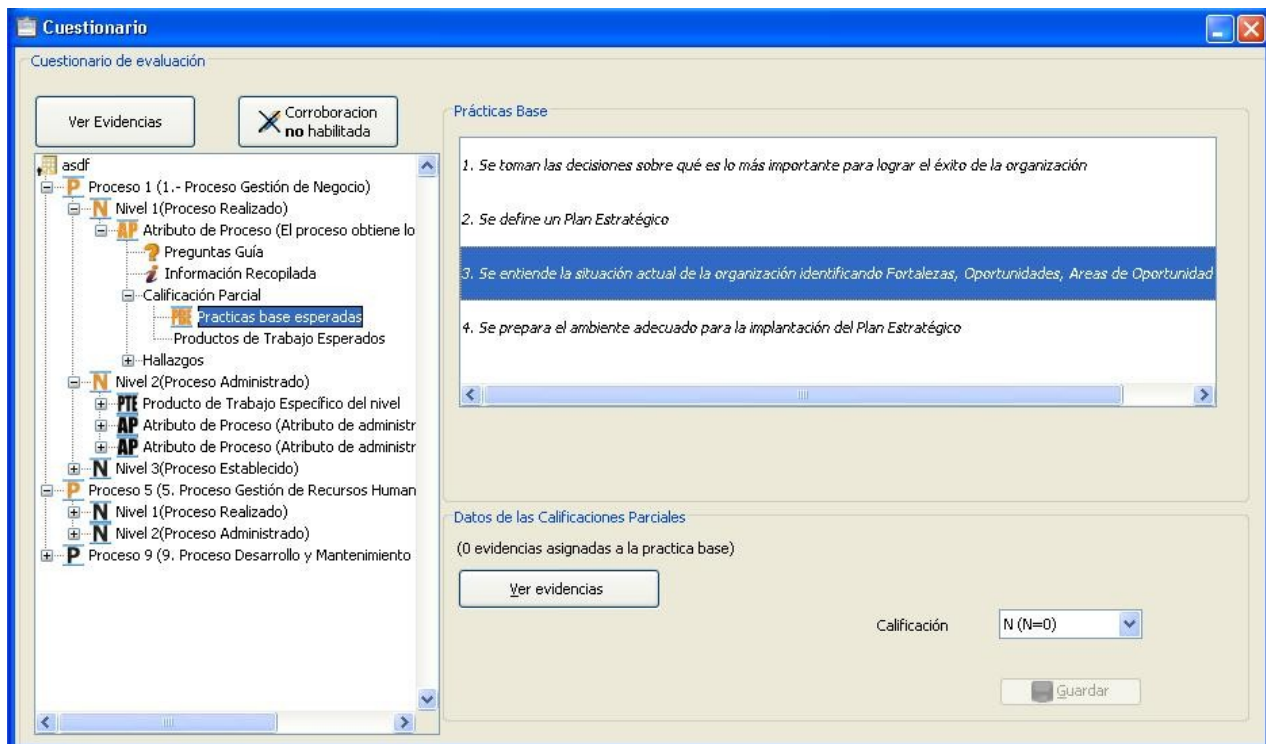 Cuestionario
Cuestionario de evaluación
Ver Evidencias
Corroboracion
no habilitada
asdf
P Proceso 1 (1.- Proceso Gestión de Negocio)
N Nivel 1(Proceso Realizado)
AP Atributo de Proceso (El proceso obtiene lo
? Preguntas Guía
i Información Recopilada
Calificación Parcial
PBE Practicas base esperadas
Productos de Trabajo Esperados
Hallazgos
N Nivel 2(Proceso Administrado)
PTE Producto de Trabajo Específico del nivel
AP Atributo de Proceso (Atributo de administr
AP Atributo de Proceso (Atributo de administr
N Nivel 3(Proceso Establecido)
P Proceso 5 (5. Proceso Gestión de Recursos Human
N Nivel 1(Proceso Realizado)
N Nivel 2(Proceso Administrado)
P Proceso 9 (9. Proceso Desarrollo y Mantenimiento
Prácticas Base
1. Se toman las decisiones sobre qué es lo más importante para lograr el éxito de la organización
2. Se define un Plan Estratégico
3. Se entiende la situación actual de la organización identificando Fortalezas, Oportunidades, Areas de Oportunidad
4. Se prepara el ambiente adecuado para la implantación del Plan Estratégico
Datos de las Calificaciones Parciales
(0 evidencias asignadas a la practica base)
Ver evidencias
Calificación
N (N=0)
Guardar